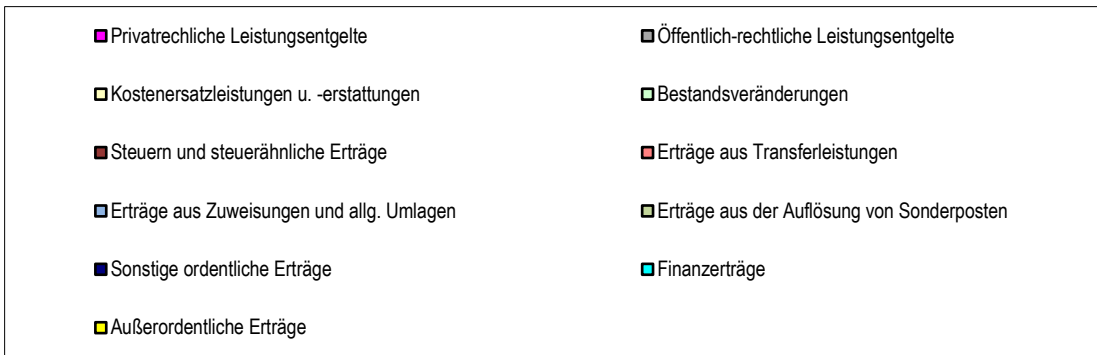 Privatrechliche Leistungsentgelte
Öffentlich-rechtliche Leistungsentgelte
Kostenersatzleistungen u. -erstattungen
Bestandsveränderungen
Steuern und steuerähnliche Erträge
Erträge aus Transferleistungen
Erträge aus Zuweisungen und allg. Umlagen
Erträge aus der Auflösung von Sonderposten
Sonstige ordentliche Erträge
Finanzerträge
Außerordentliche Erträge